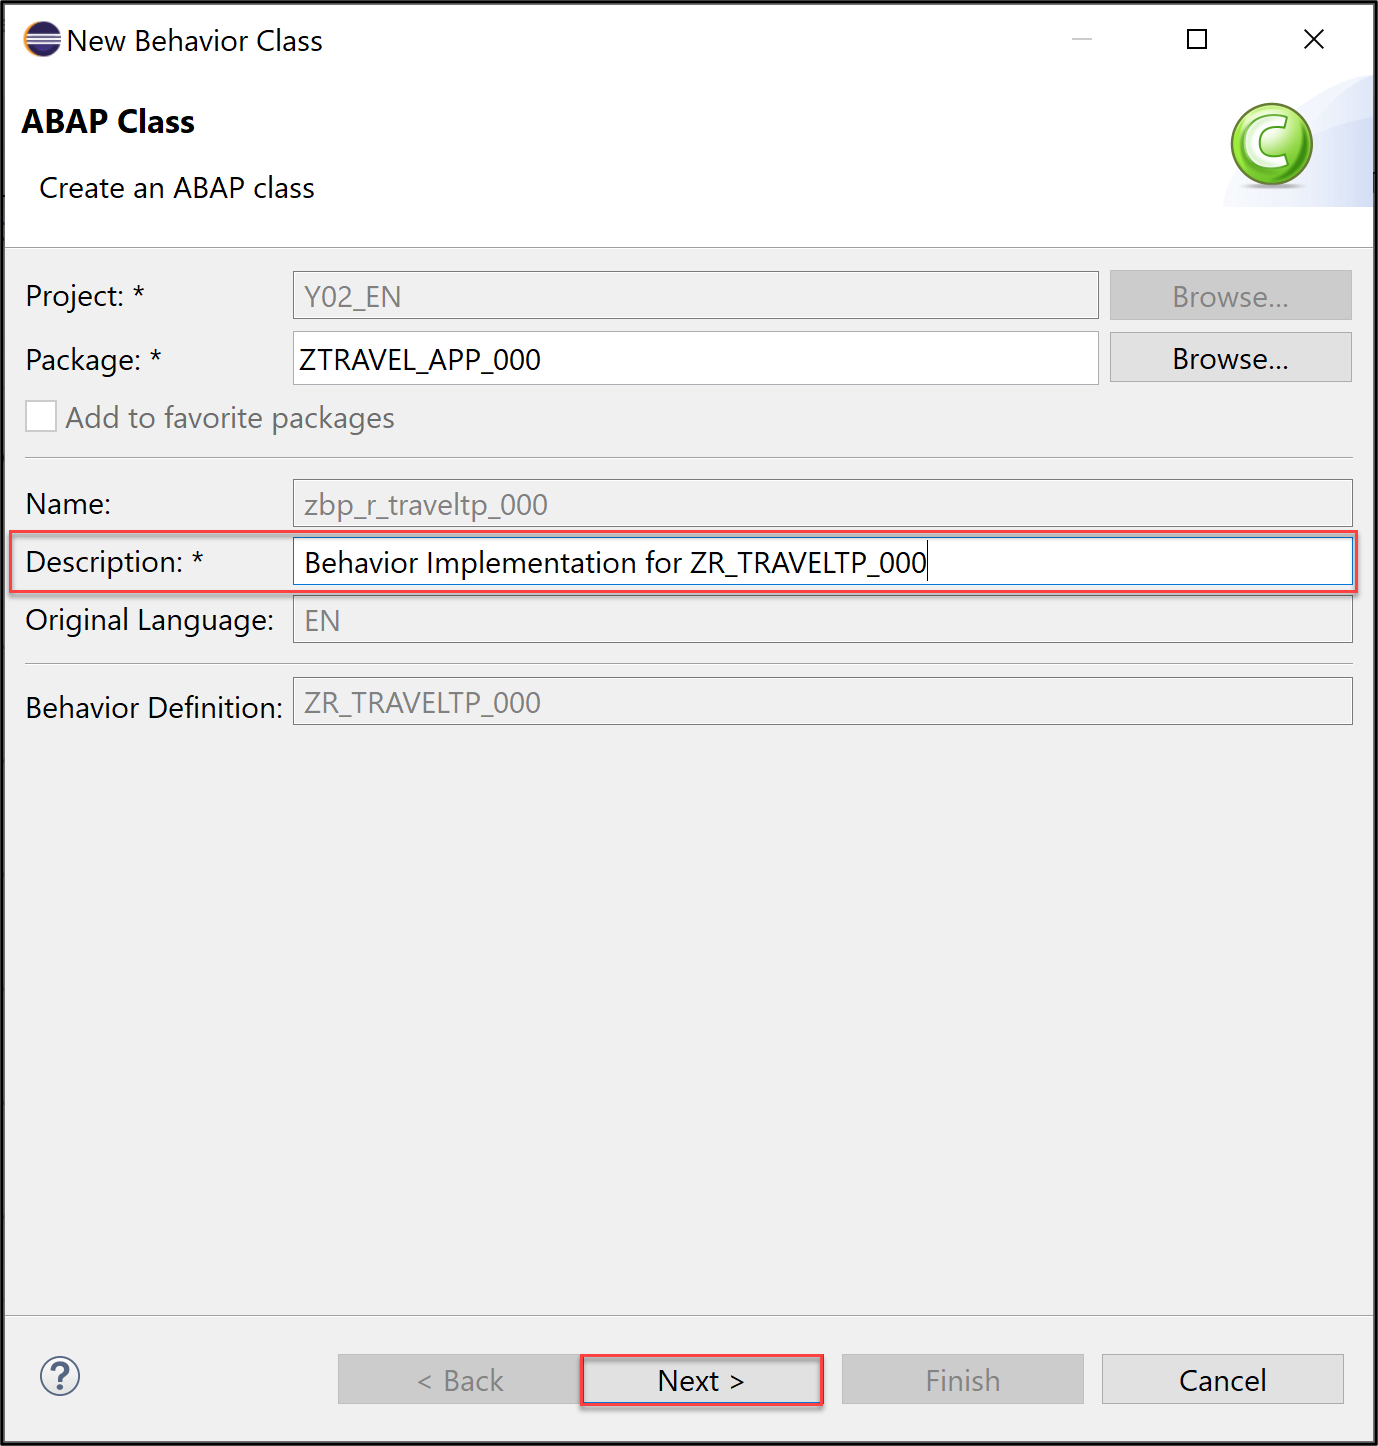 New Behavior Class
ABAP Class
Create an ABAP class
Project: * Y02_EN Browse...
Package: * ZTRAVEL_APP_000 Browse...
Add to favorite packages
Name: zbp_r_traveltp_000
Description: * Behavior Implementation for ZR_TRAVELTP_000
Original Language: EN
Behavior Definition: ZR_TRAVELTP_000
? < Back Next > Finish Cancel